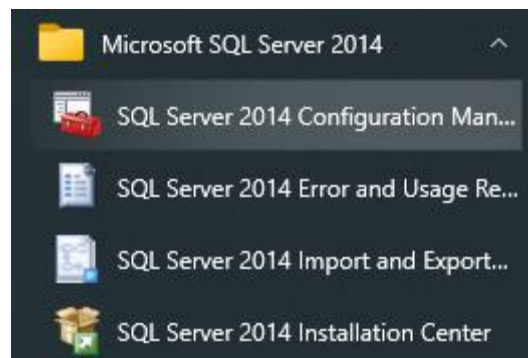 Microsoft SQL Server 2014
SQL Server 2014 Configuration Man...
SQL Server 2014 Error and Usage Re...
SQL Server 2014 Import and Export...
SQL Server 2014 Installation Center